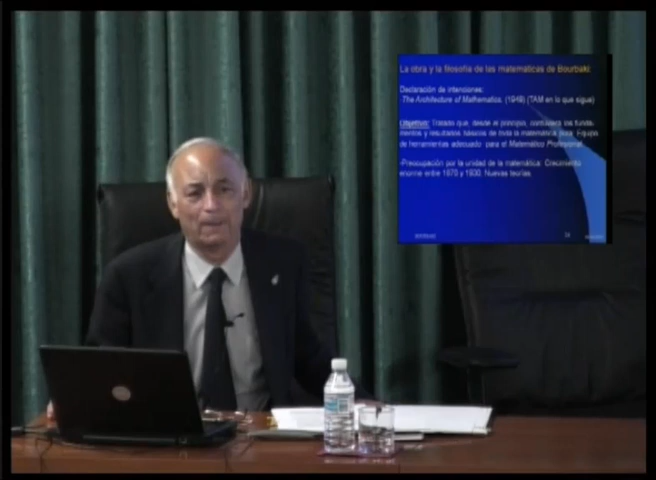 La obra y la filosofía de las matemáticas de Bourbaki:
Declaración de intenciones:
The Architecture of Mathematics, (1948) (TAM en lo que sigue)
Objetivo: Tratado que, desde el principio, contuviera los funda-
mentos y resultados básicos de toda la matemática pura. Equipo
de herramientas adecuado para el Matemático Profesional.
-Preocupación por la unidad de la matemática: Crecimiento
enorme entre 1870 y 1930. Nuevas teorías.